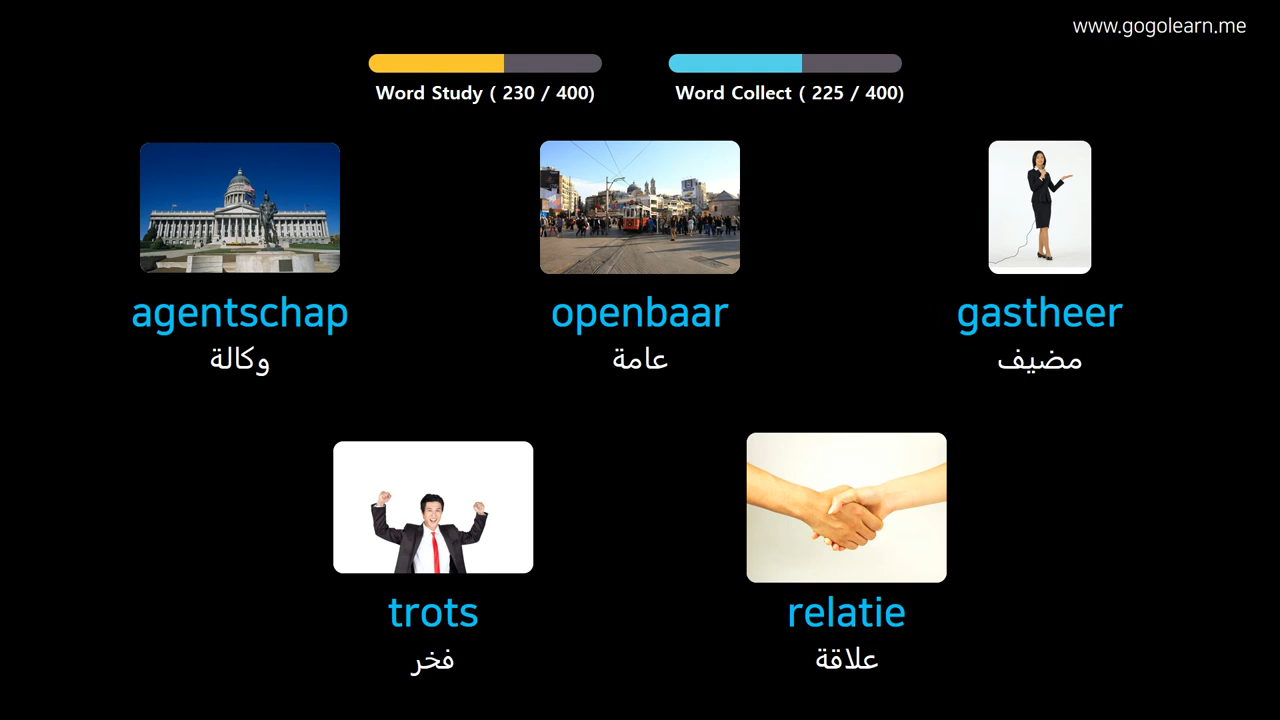 www.gogolearn.me
Word Study ( 230 / 400)
Word Collect ( 225 / 400)
agentschap
وكالة
openbaar
عامة
gastheer
مضيف
trots
فخر
relatie
علاقة